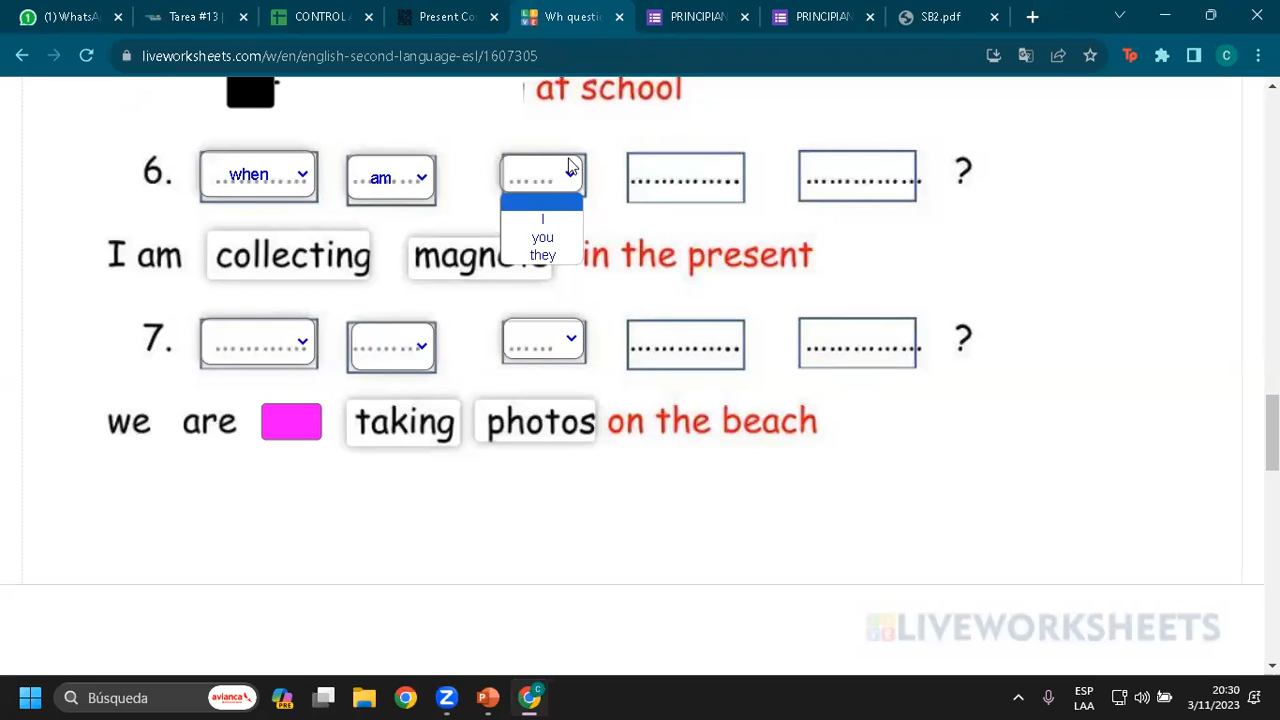 (1) WhatsA
Tarea #13 |
CONTROL A
Present Co
Wh questi
PRINCIPIAN
PRINCIPIAN
SB2.pdf
liveworksheets.com/w/en/english-second-language-esl/1607305
at school
6. when am ...... .............. .............. ?
I
you
they
I am collecting in the present
7. .............. .............. ...... .............. .............. ?
we are taking photos on the beach
LIVEWORKSHEETS
Búsqueda
avianca
PRE
ESP
LAA
20:30
3/11/2023